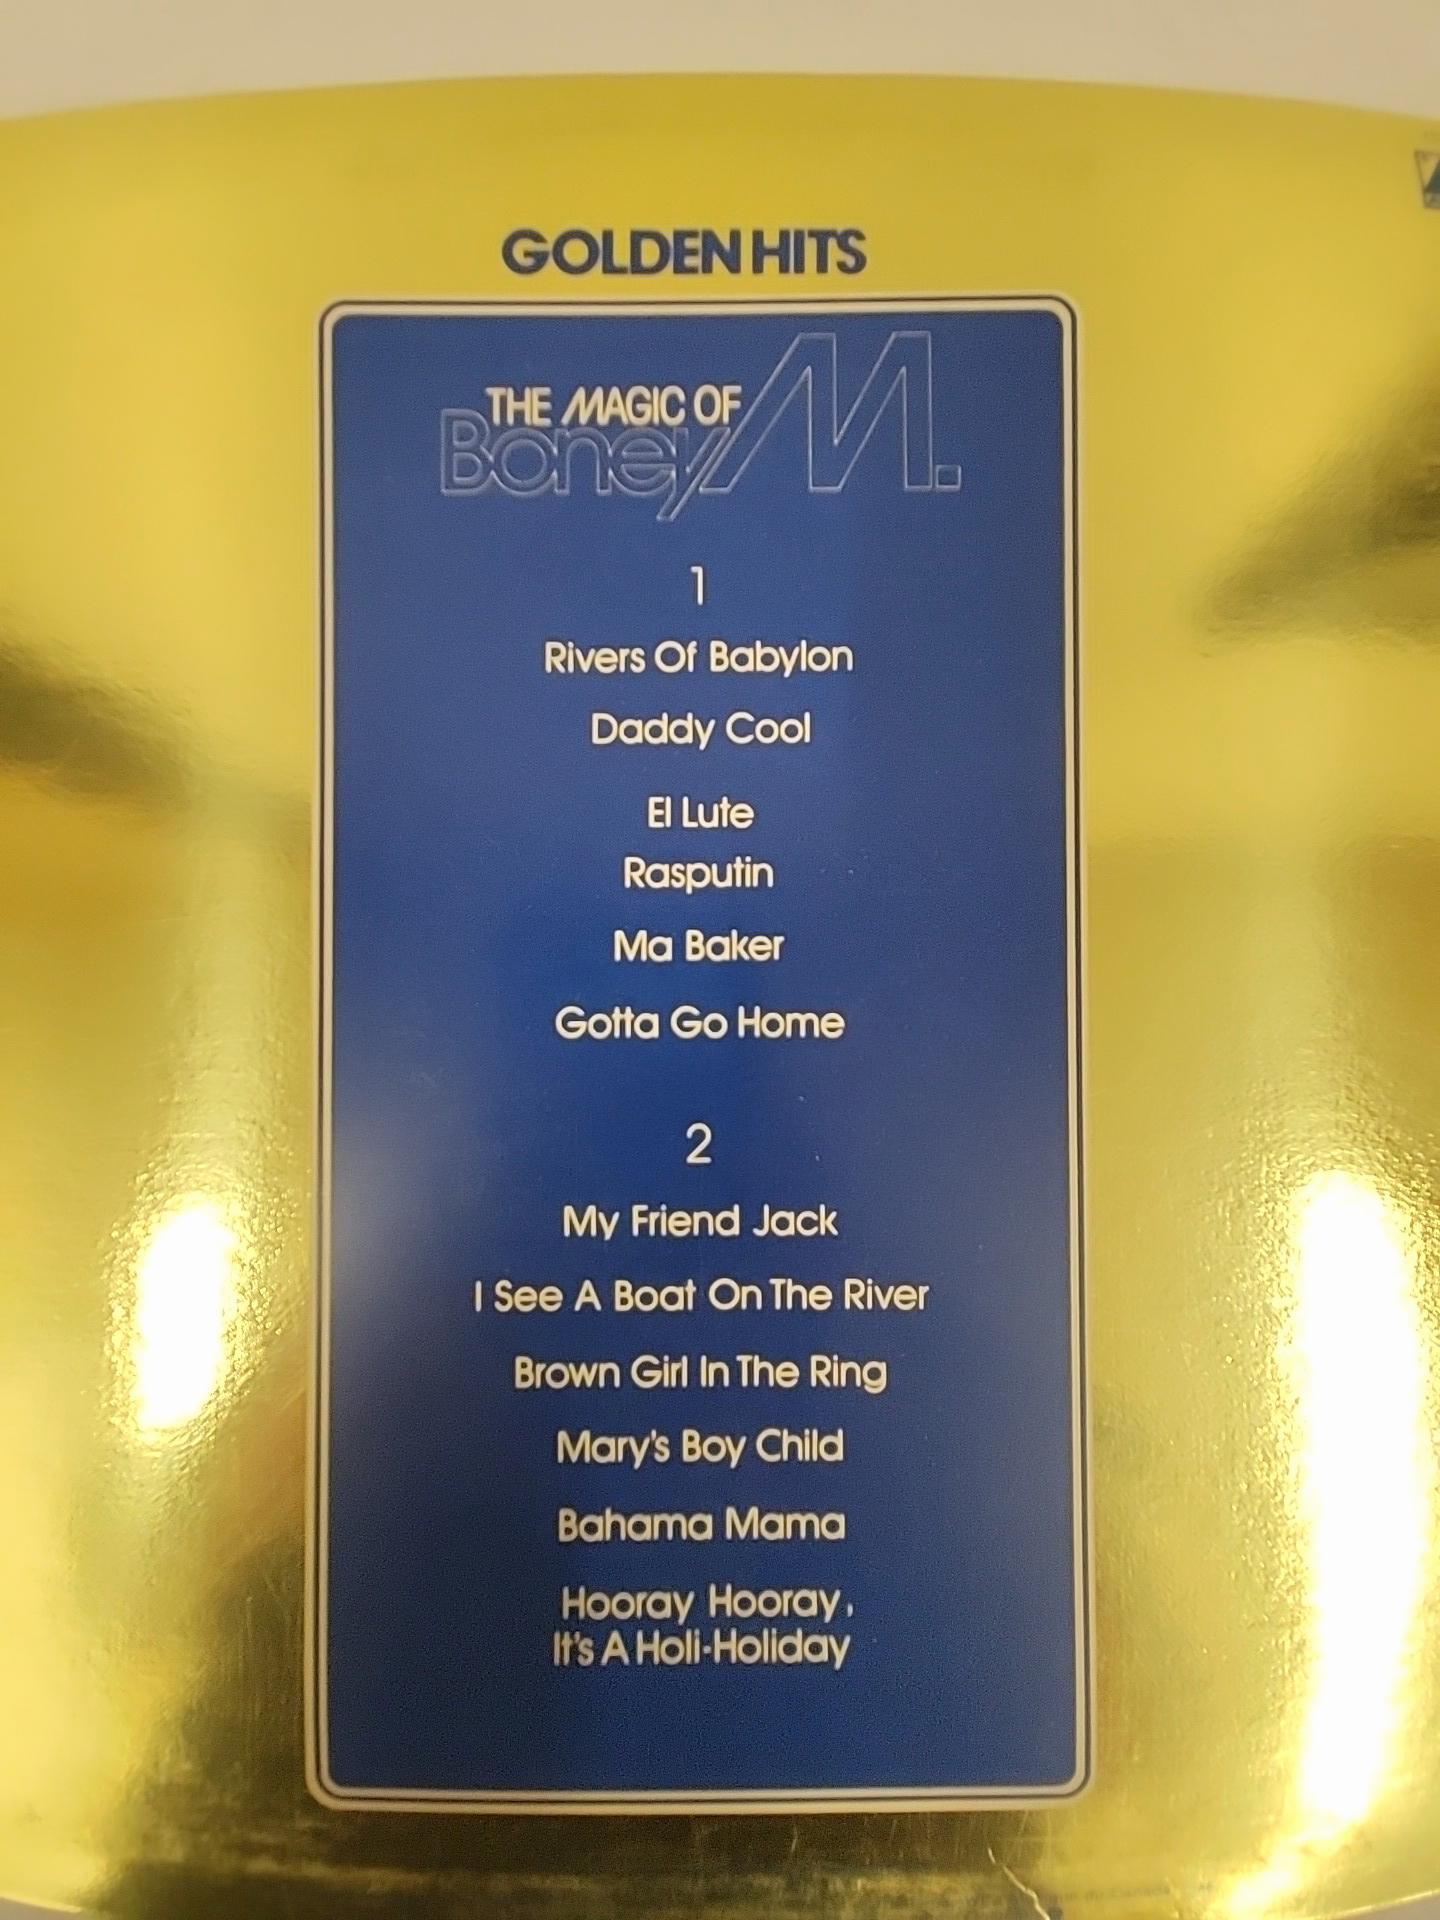 GOLDEN HITS
THE MAGIC OF
Boney M.
1
Rivers Of Babylon
Daddy Cool
El Lute
Rasputin
Ma Baker
Gotta Go Home
2
My Friend Jack
I See A Boat On The River
Brown Girl In The Ring
Mary's Boy Child
Bahama Mama
Hooray Hooray,
It's A Holi-Holiday